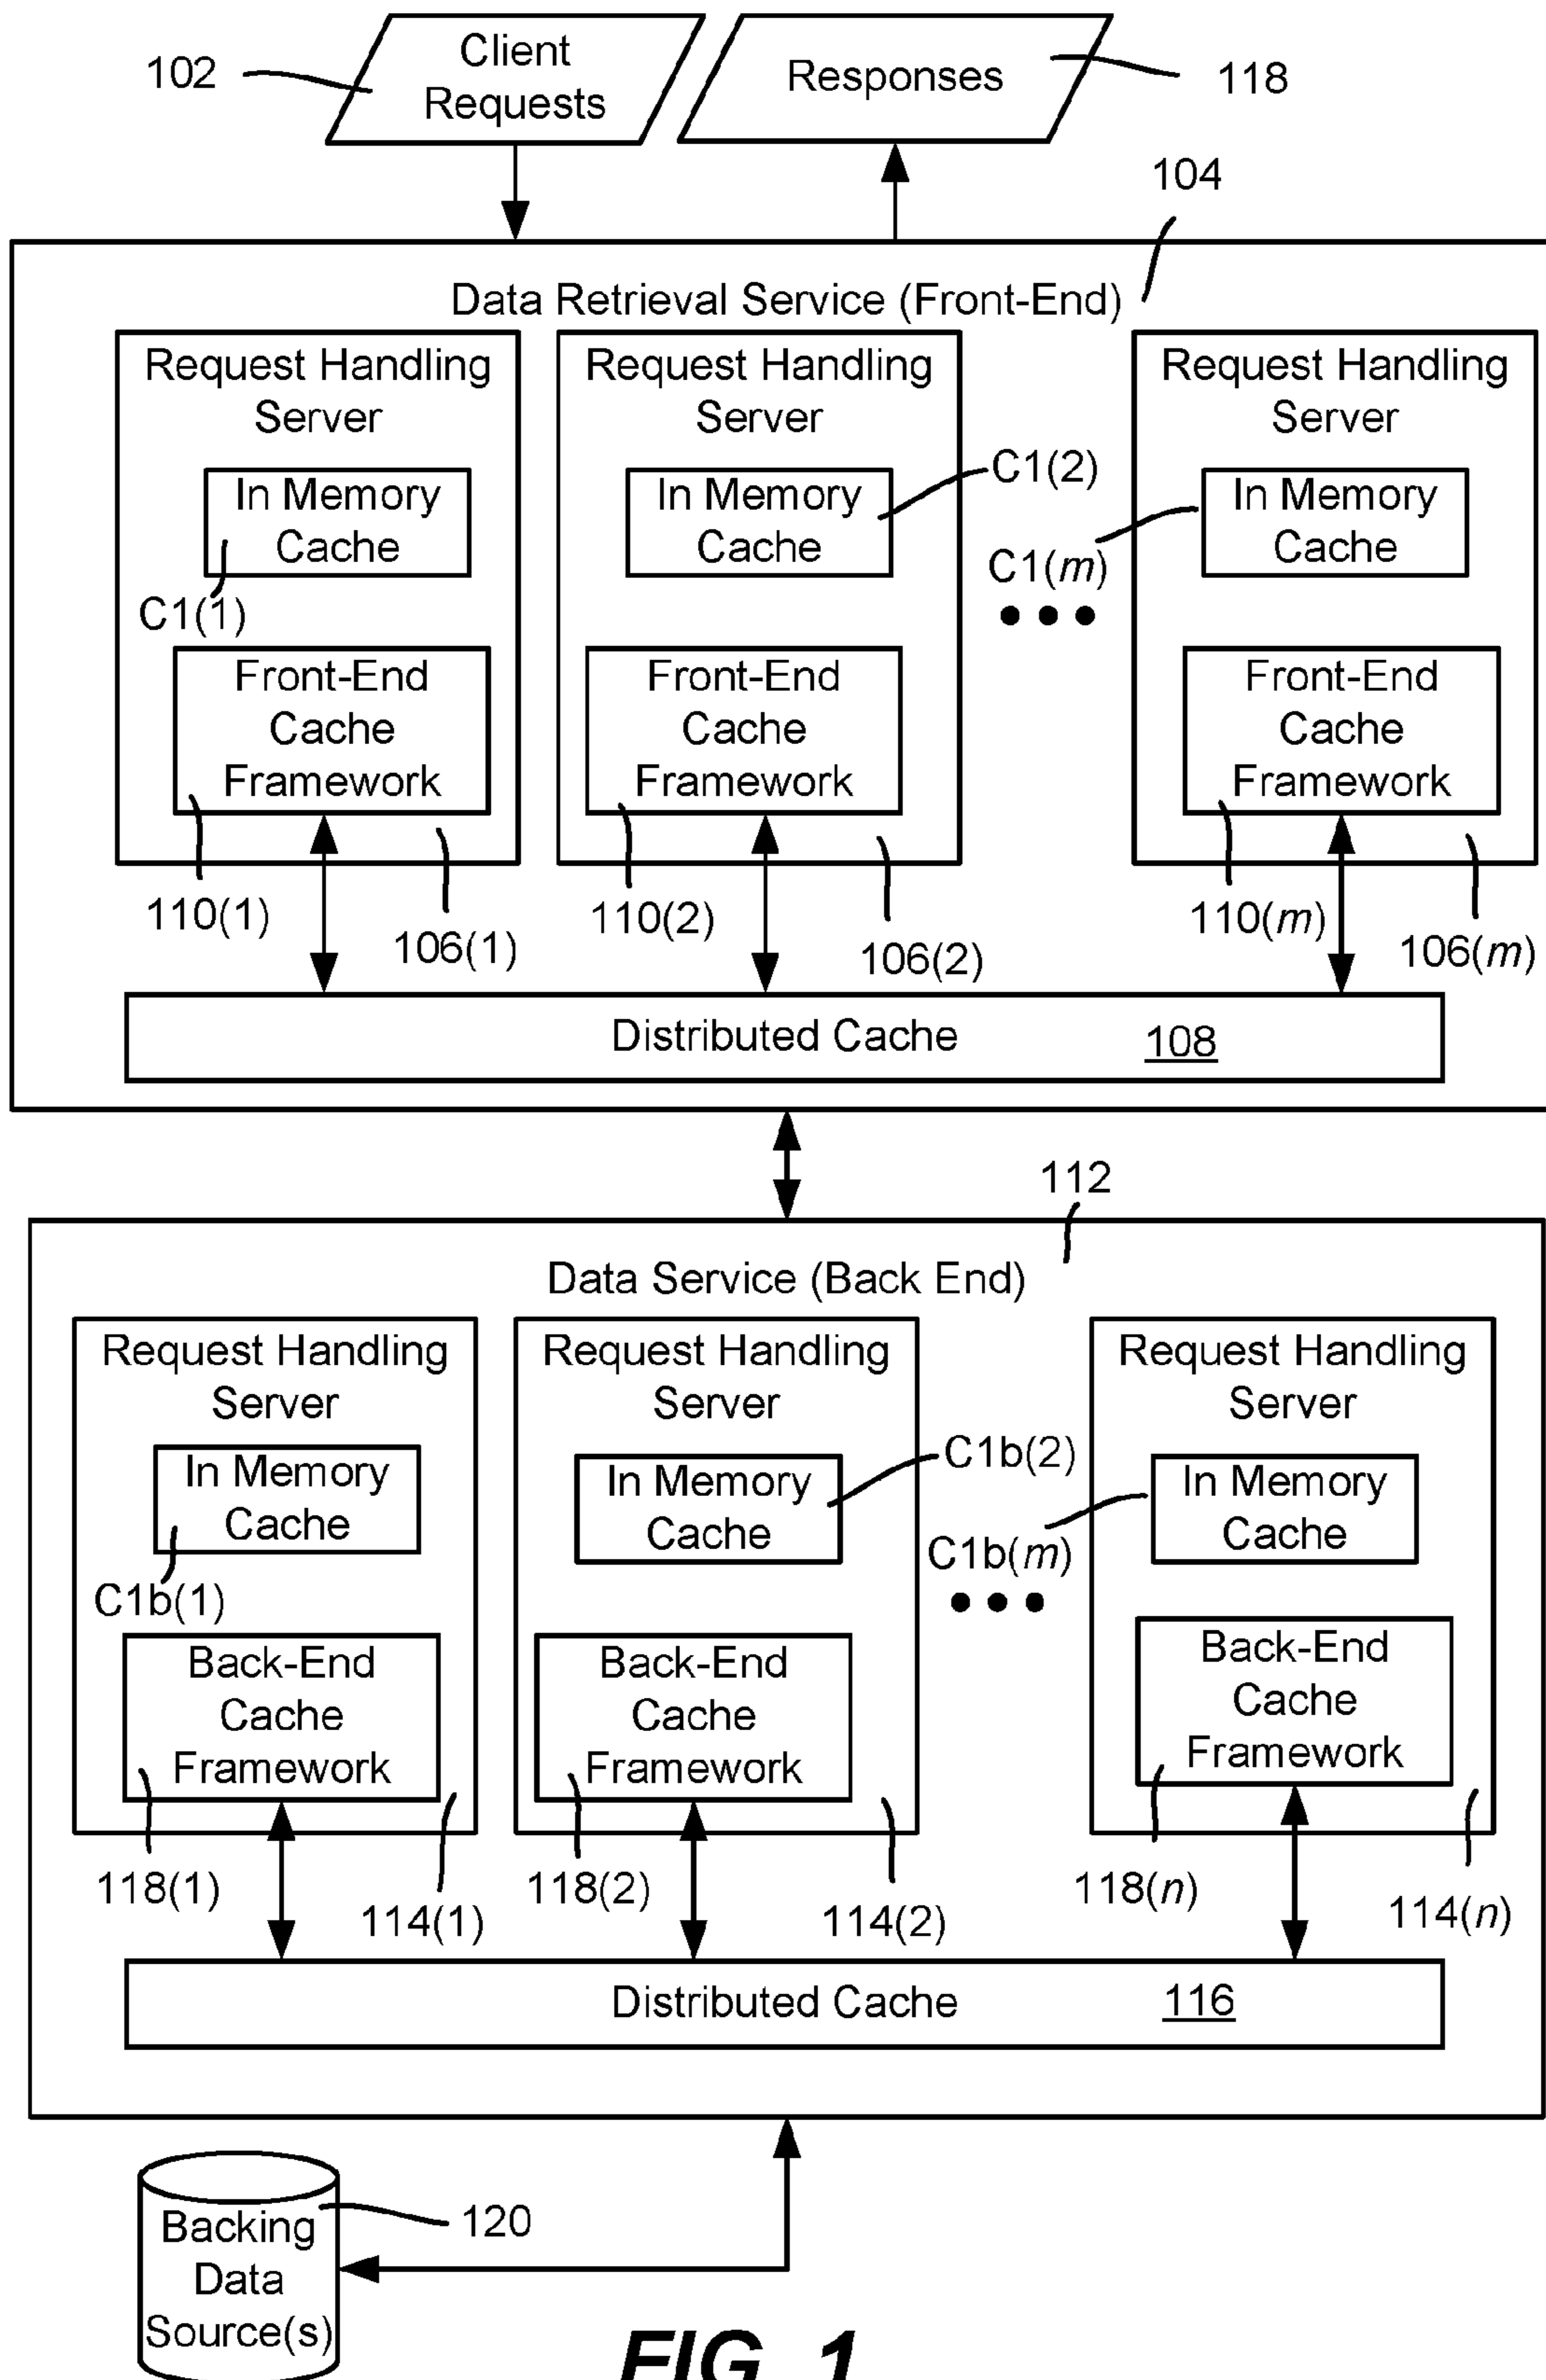 102
Client
Requests
Responses
118
104
Data Retrieval Service (Front-End)
Request Handling
Server
In Memory
Cache
C1(1)
Front-End
Cache
Framework
110(1)
106(1)
Request Handling
Server
In Memory
Cache
C1(2)
Front-End
Cache
Framework
110(2)
106(2)
C1(m)
Request Handling
Server
In Memory
Cache
Front-End
Cache
Framework
110(m)
106(m)
Distributed Cache 108
112
Data Service (Back End)
Request Handling
Server
In Memory
Cache
C1b(1)
Back-End
Cache
Framework
118(1)
114(1)
Request Handling
Server
In Memory
Cache
C1b(2)
Back-End
Cache
Framework
118(2)
114(2)
C1b(m)
Request Handling
Server
In Memory
Cache
Back-End
Cache
Framework
118(n)
114(n)
Distributed Cache 116
Backing
Data
Source(s)
120
FIG. 1